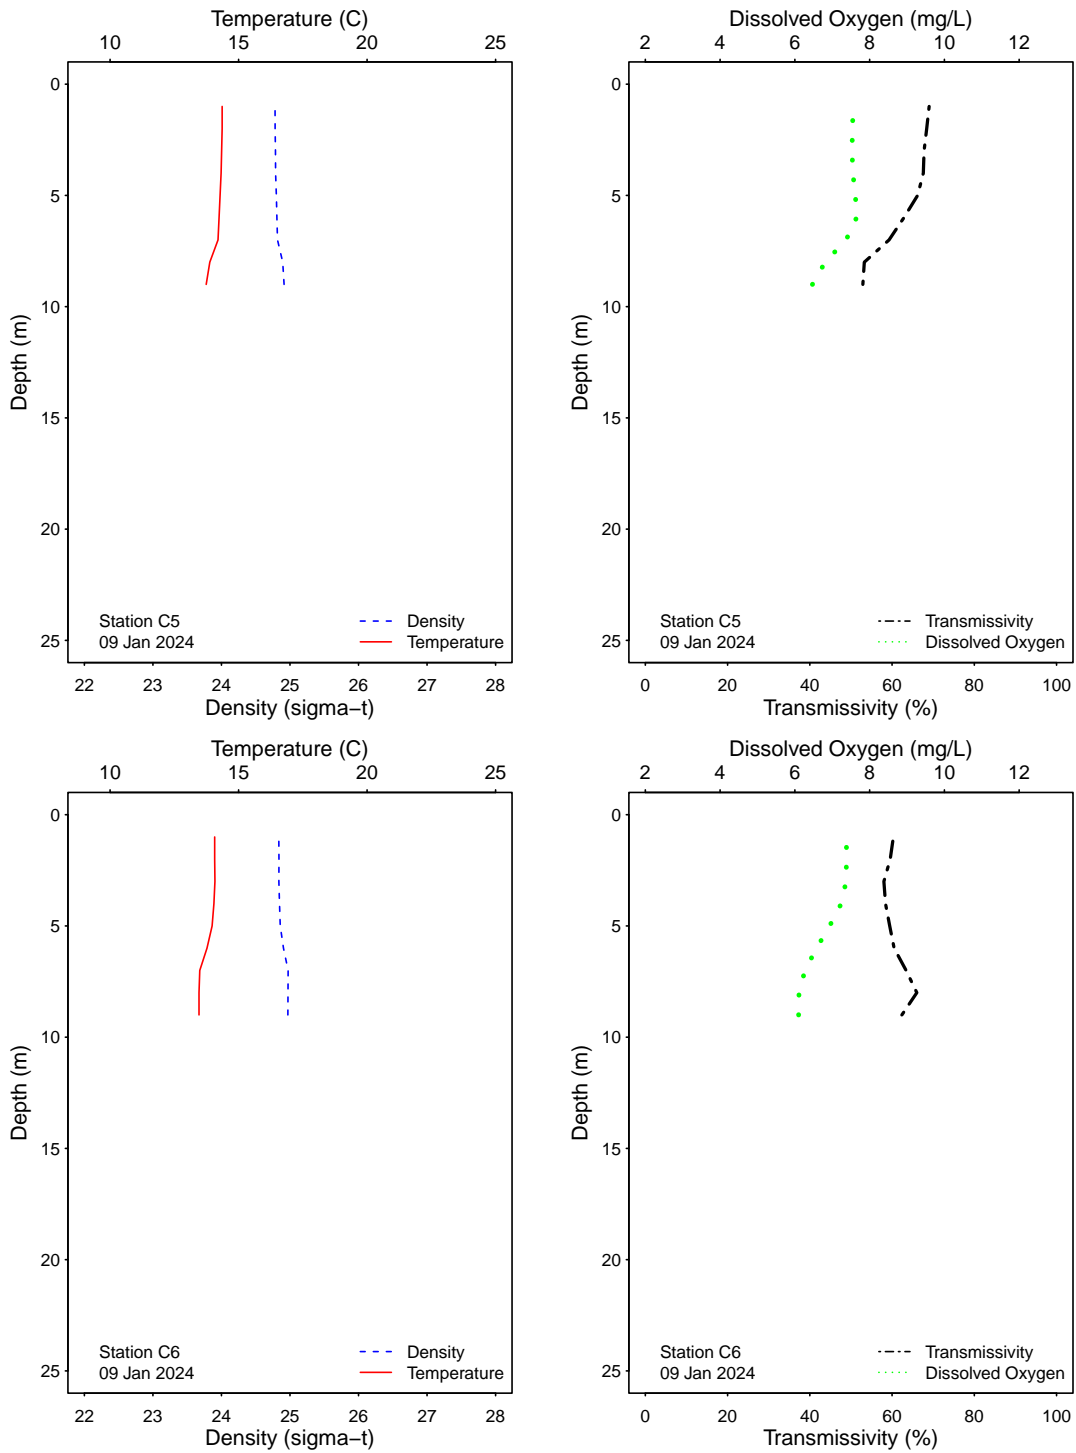 Temperature (C)
10 15 20 25
0
5
10
15
20
25
Depth (m)
Station C5
09 Jan 2024
Density
Temperature
22 23 24 25 26 27 28
Density (sigma−t)
Dissolved Oxygen (mg/L)
2 4 6 8 10 12
0
5
10
15
20
25
Depth (m)
Station C5
09 Jan 2024
Transmissivity
Dissolved Oxygen
0 20 40 60 80 100
Transmissivity (%)
Temperature (C)
10 15 20 25
0
5
10
15
20
25
Depth (m)
Station C6
09 Jan 2024
Density
Temperature
22 23 24 25 26 27 28
Density (sigma−t)
Dissolved Oxygen (mg/L)
2 4 6 8 10 12
0
5
10
15
20
25
Depth (m)
Station C6
09 Jan 2024
Transmissivity
Dissolved Oxygen
0 20 40 60 80 100
Transmissivity (%)